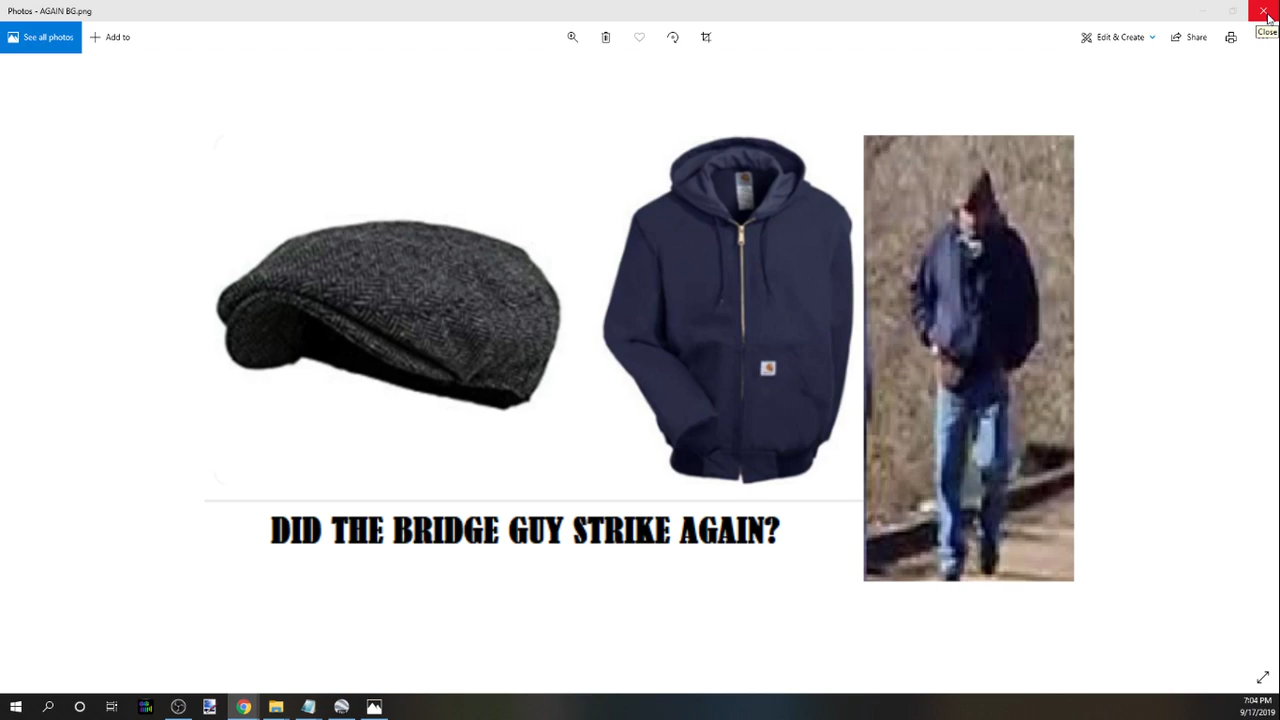 Photos - AGAIN BG.png
See all photos
Add to
Edit & Create
Share
Close
DID THE BRIDGE GUY STRIKE AGAIN?
7:04 PM
9/17/2019